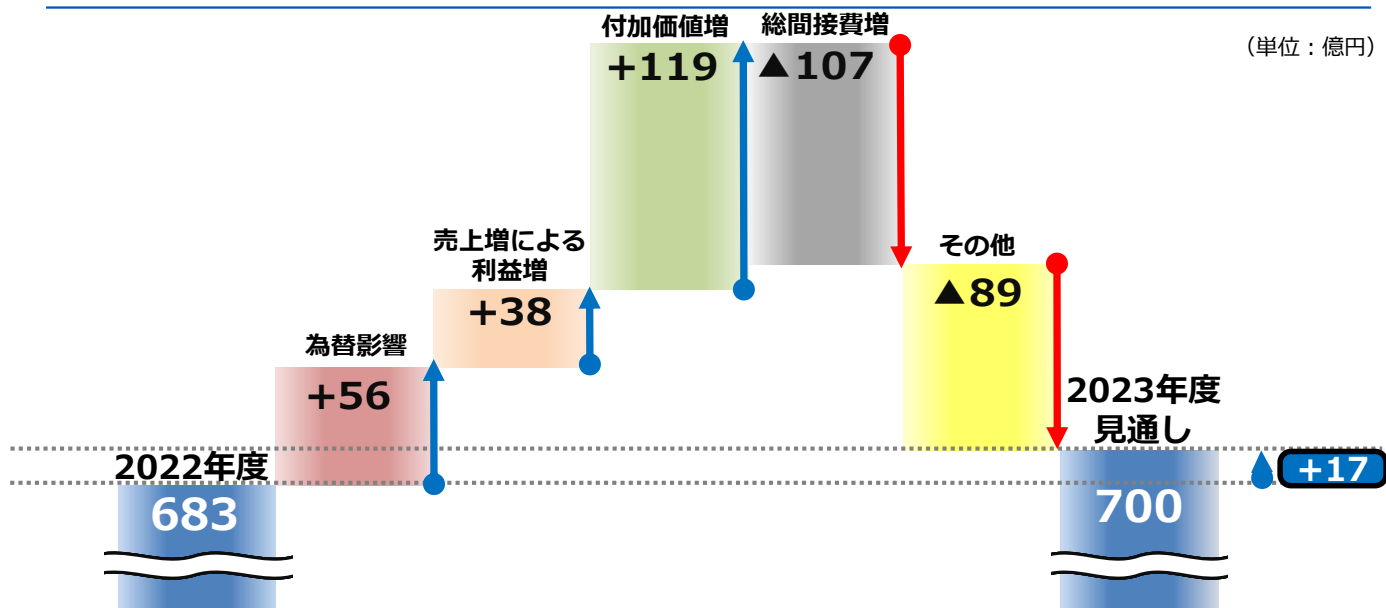 (単位:億円)
付加価値増
+119
総間接費増
▲107
売上増による
利益増
+38
その他
▲89
為替影響
+56
2023年度
見通し
700
+17
2022年度
683